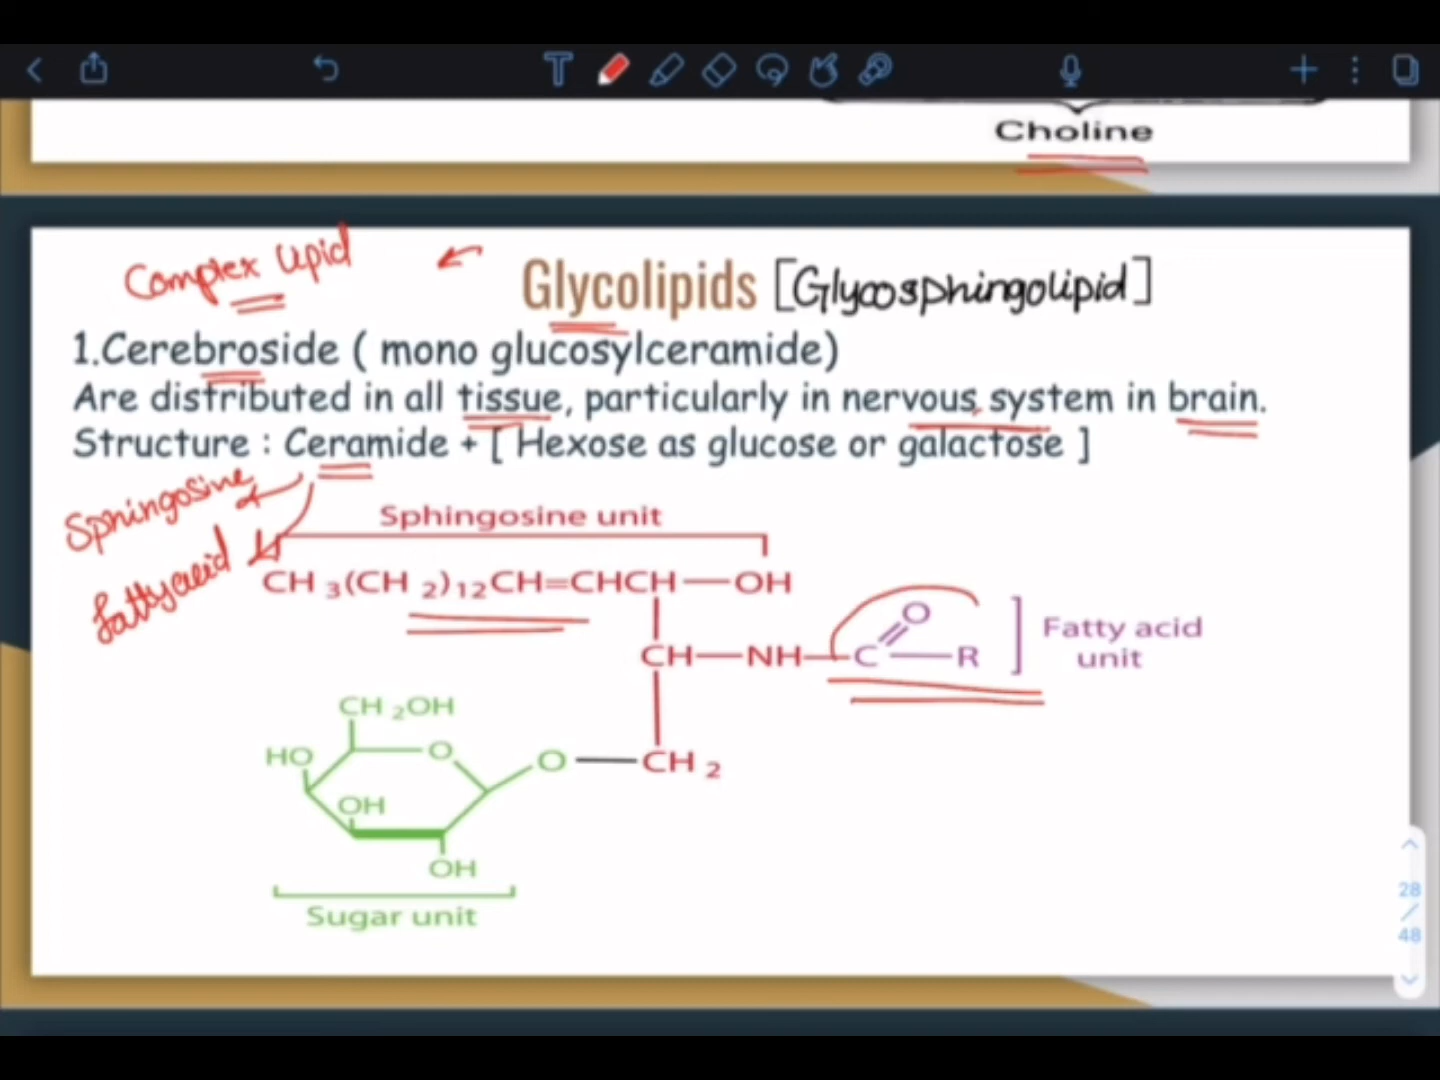 Choline
Complex Lipid
Glycolipids [Glycosphingolipid]
1.Cerebroside ( mono glucosylceramide)
Are distributed in all tissue, particularly in nervous system in brain.
Structure : Ceramide + [ Hexose as glucose or galactose ]
Sphingosine
fattyacid
Sphingosine unit
CH3(CH2)12CH=CHCH—OH
CH—NH—C—R
O
Fatty acid
unit
CH2OH
HO
O
O—CH2
OH
OH
Sugar unit
28
/
48